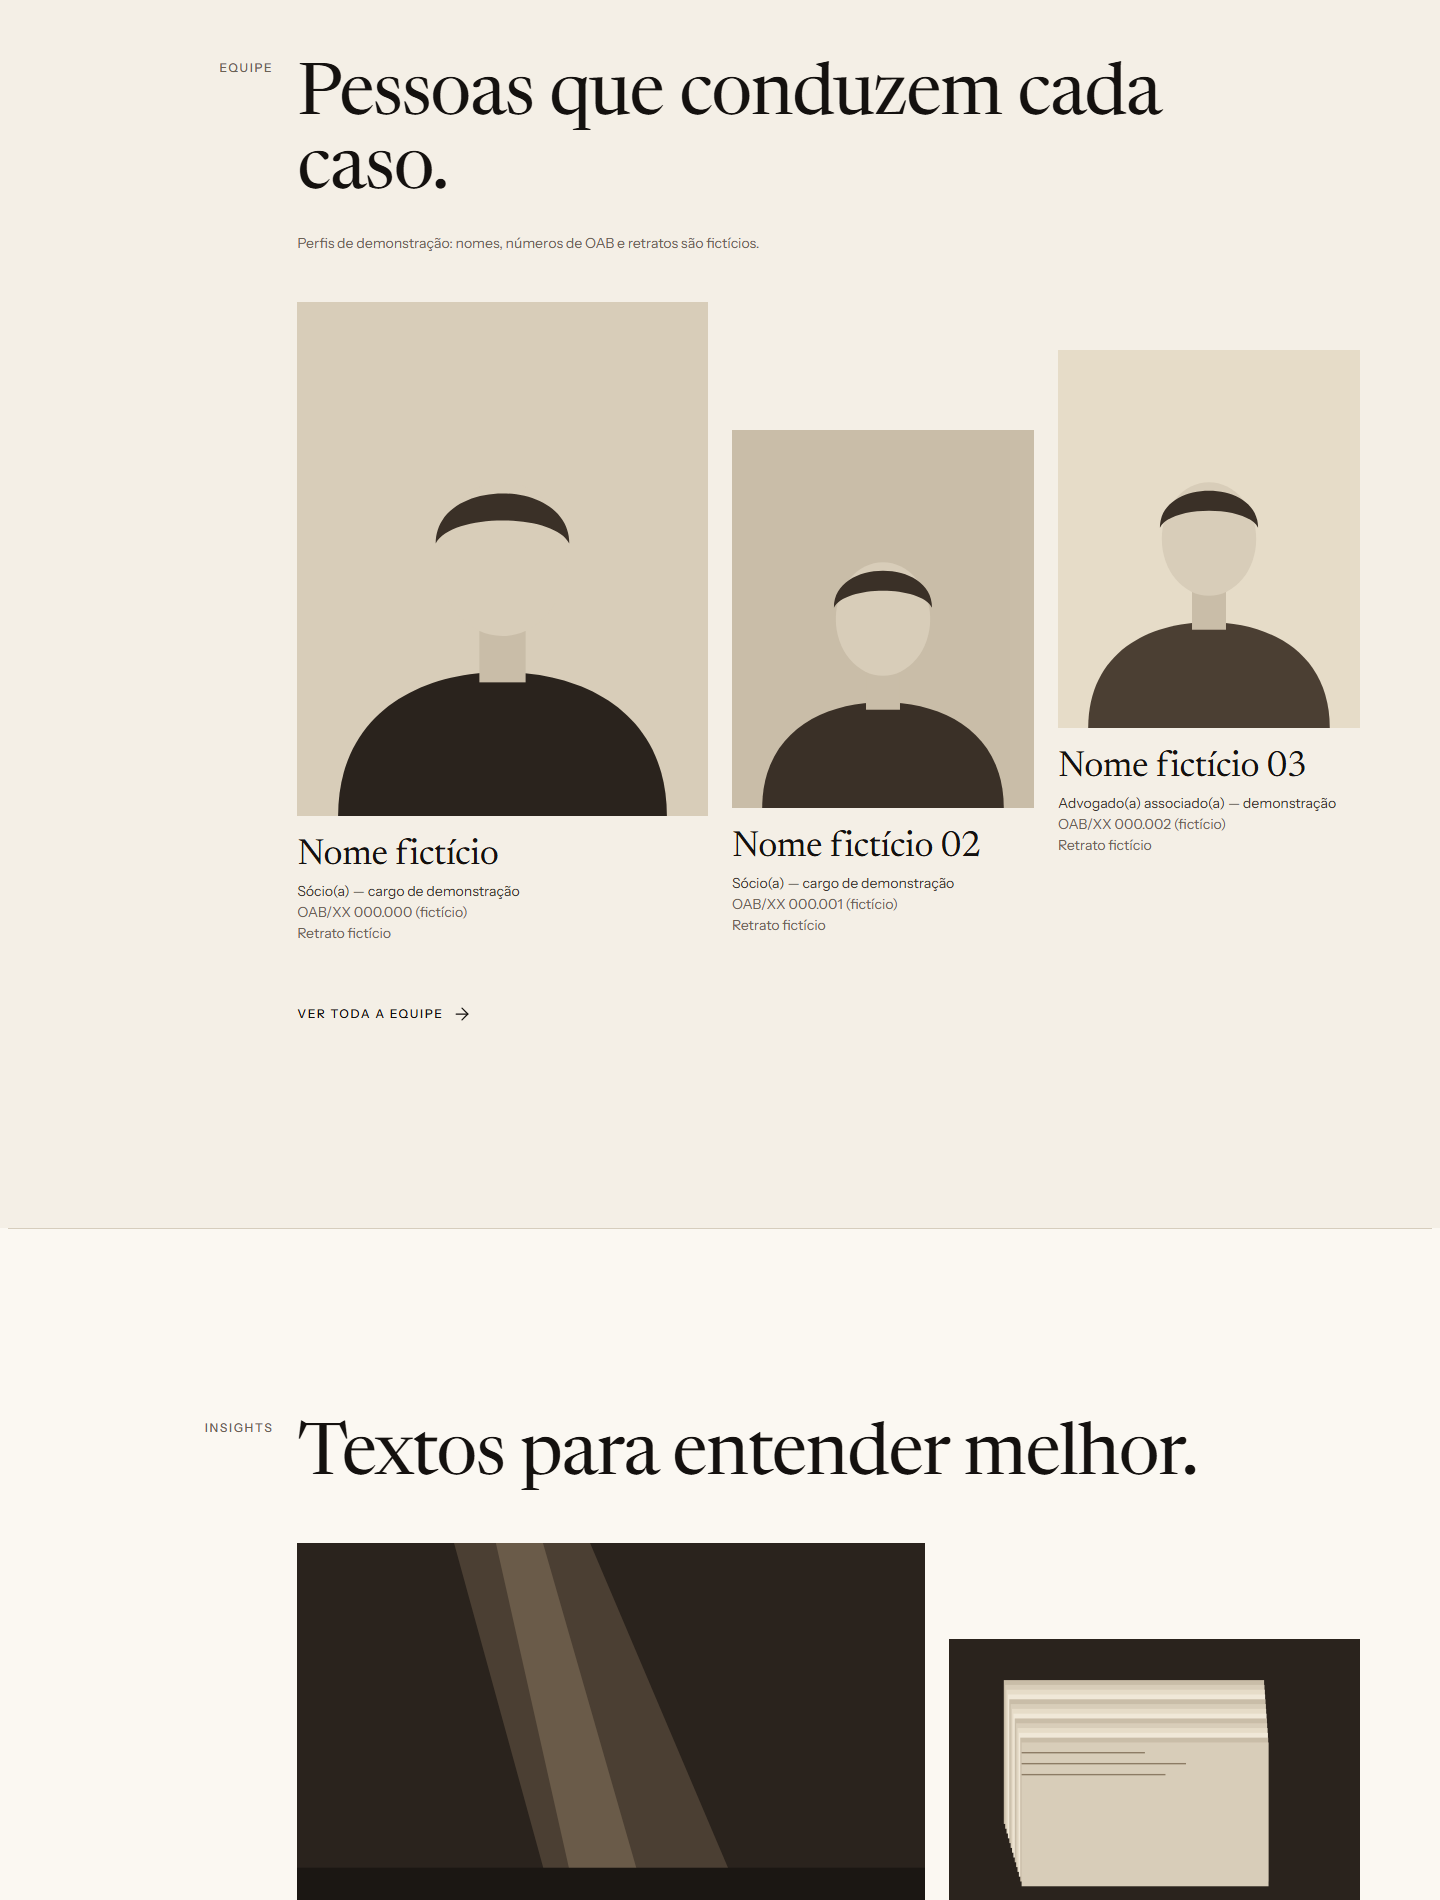 EQUIPE
Pessoas que conduzem cada
caso.
Perfis de demonstração: nomes, números de OAB e retratos são fictícios.
Nome fictício
Sócio(a) — cargo de demonstração
OAB/XX 000.000 (fictício)
Retrato fictício
Nome fictício 02
Sócio(a) — cargo de demonstração
OAB/XX 000.001 (fictício)
Retrato fictício
Nome fictício 03
Advogado(a) associado(a) — demonstração
OAB/XX 000.002 (fictício)
Retrato fictício
VER TODA A EQUIPE
INSIGHTS
Textos para entender melhor.